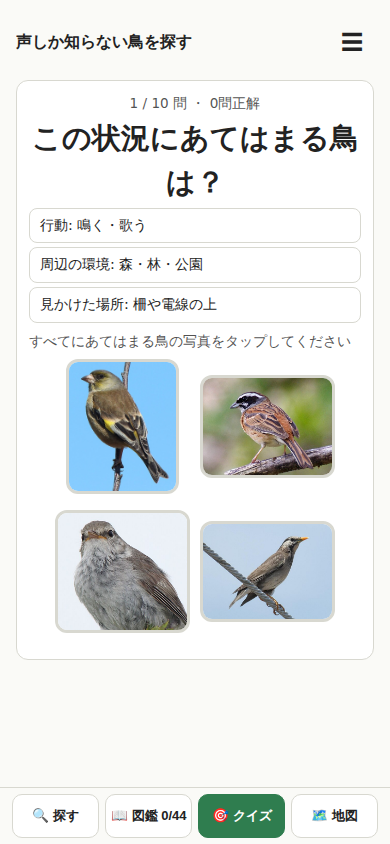 声しか知らない鳥を探す
☰
1 / 10 問 ・ 0問正解
この状況にあてはまる鳥
は？
行動: 鳴く・歌う
周辺の環境: 森・林・公園
見かけた場所: 柵や電線の上
すべてにあてはまる鳥の写真をタップしてください
🔍 探す
📖 図鑑 0/44
🎯 クイズ
🗺️ 地図